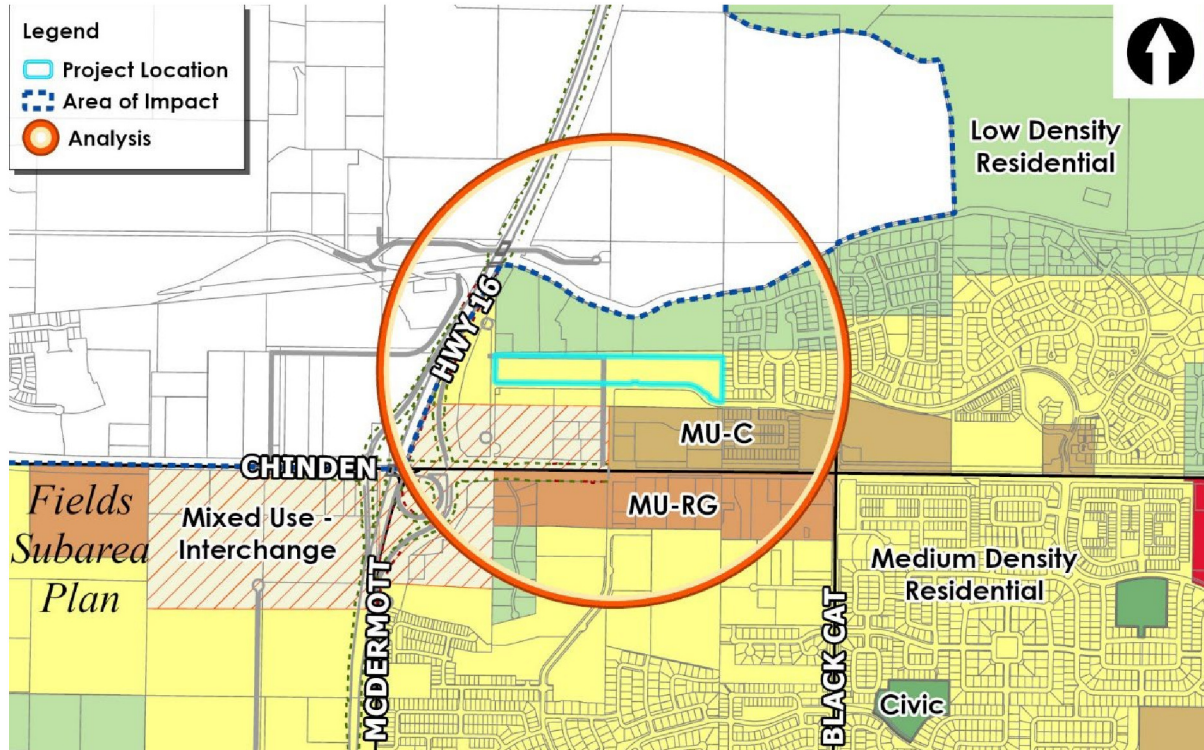 Legend
Project Location
Area of Impact
Analysis
Low Density
Residential
HWY 16
MU-C
CHINDEN
MU-RG
Fields
Subarea
Plan
Mixed Use -
Interchange
Medium Density
Residential
MCDERMOTT
BLACK CAT
Civic